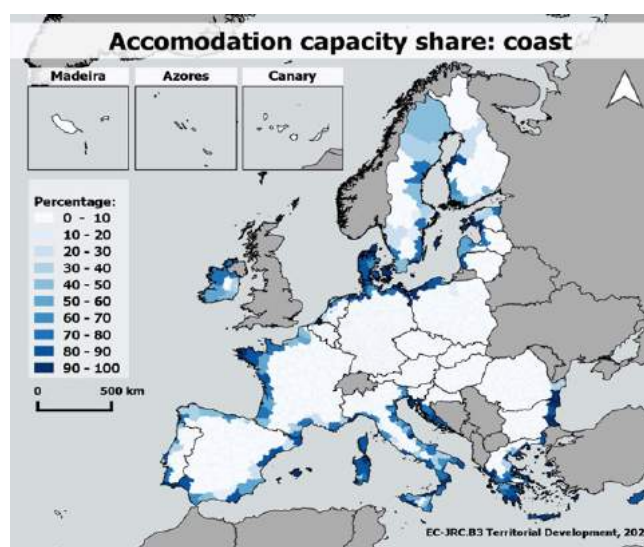 Accomodation capacity share: coast
Madeira
Azores
Canary
Percentage:
0 - 10
10 - 20
20 - 30
30 - 40
40 - 50
50 - 60
60 - 70
70 - 80
80 - 90
90 - 100
0 500 km
EC-JRC.B3 Territorial Development, 202